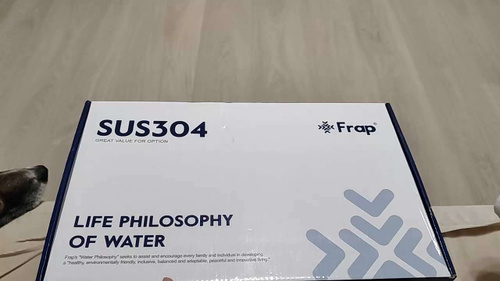 SUS304
GREAT VALUE FOR OPTION
Frap®
LIFE PHILOSOPHY
OF WATER
Frap's "Water Philosophy" seeks to assist and encourage every family and individual in developing
a "healthy, environmentally friendly, inclusive, balanced and adaptable, peaceful and innovative living."